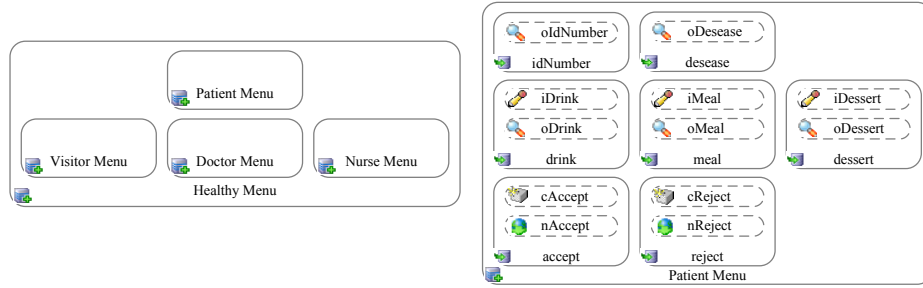 Patient Menu
Visitor Menu
Doctor Menu
Nurse Menu
Healthy Menu
oIdNumber
idNumber
oDesease
desease
iDrink
oDrink
drink
iMeal
oMeal
meal
iDessert
oDessert
dessert
cAccept
nAccept
accept
cReject
nReject
reject
Patient Menu